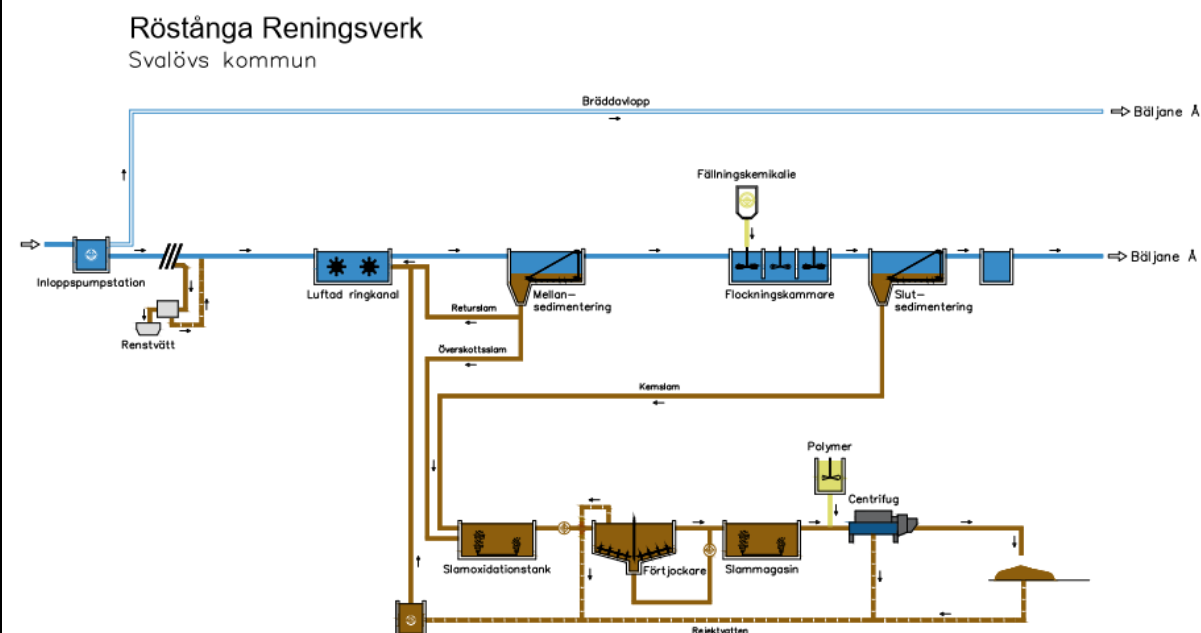 Röstånga Reningsverk
Svalövs kommun
Bräddavlopp
Bäljane Å
Fällningskemikalie
Bäljane Å
Inloppspumpstation
Luftad ringkanal
Mellan-
sedimentering
Flockningskammare
Slut-
sedimentering
Renstvätt
Returslam
Överskottsslam
Kemslam
Polymer
Centrifug
Slamoxidationstank
Förtjockare
Slammagasin
Rejektvatten